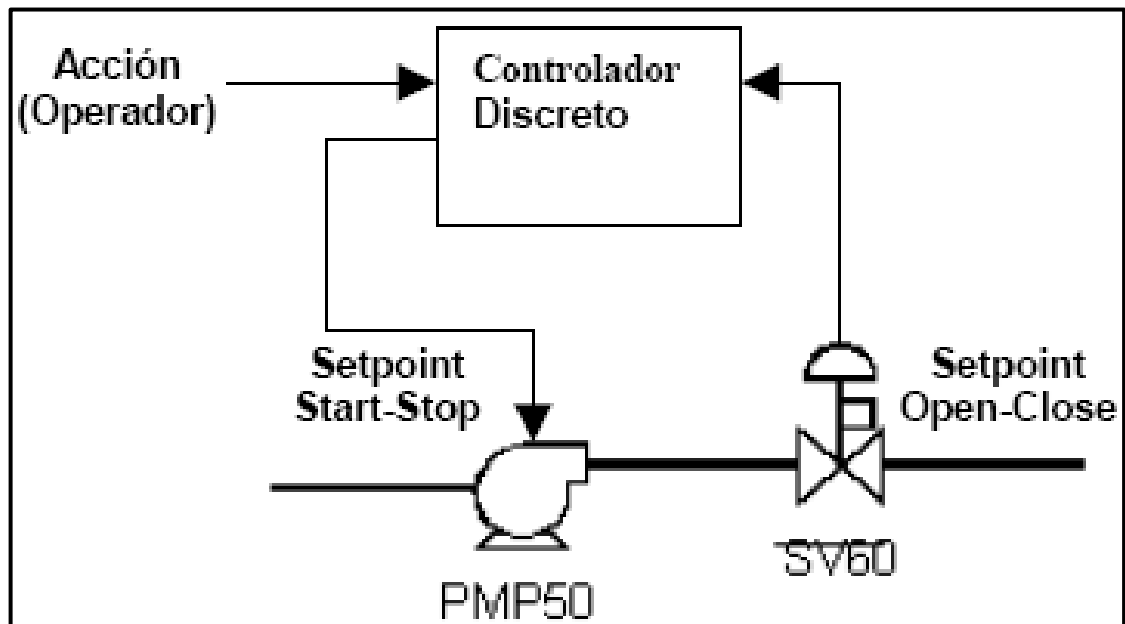 Acción
(Operador)
Controlador
Discreto
Setpoint
Start-Stop
Setpoint
Open-Close
SV60
PMP50